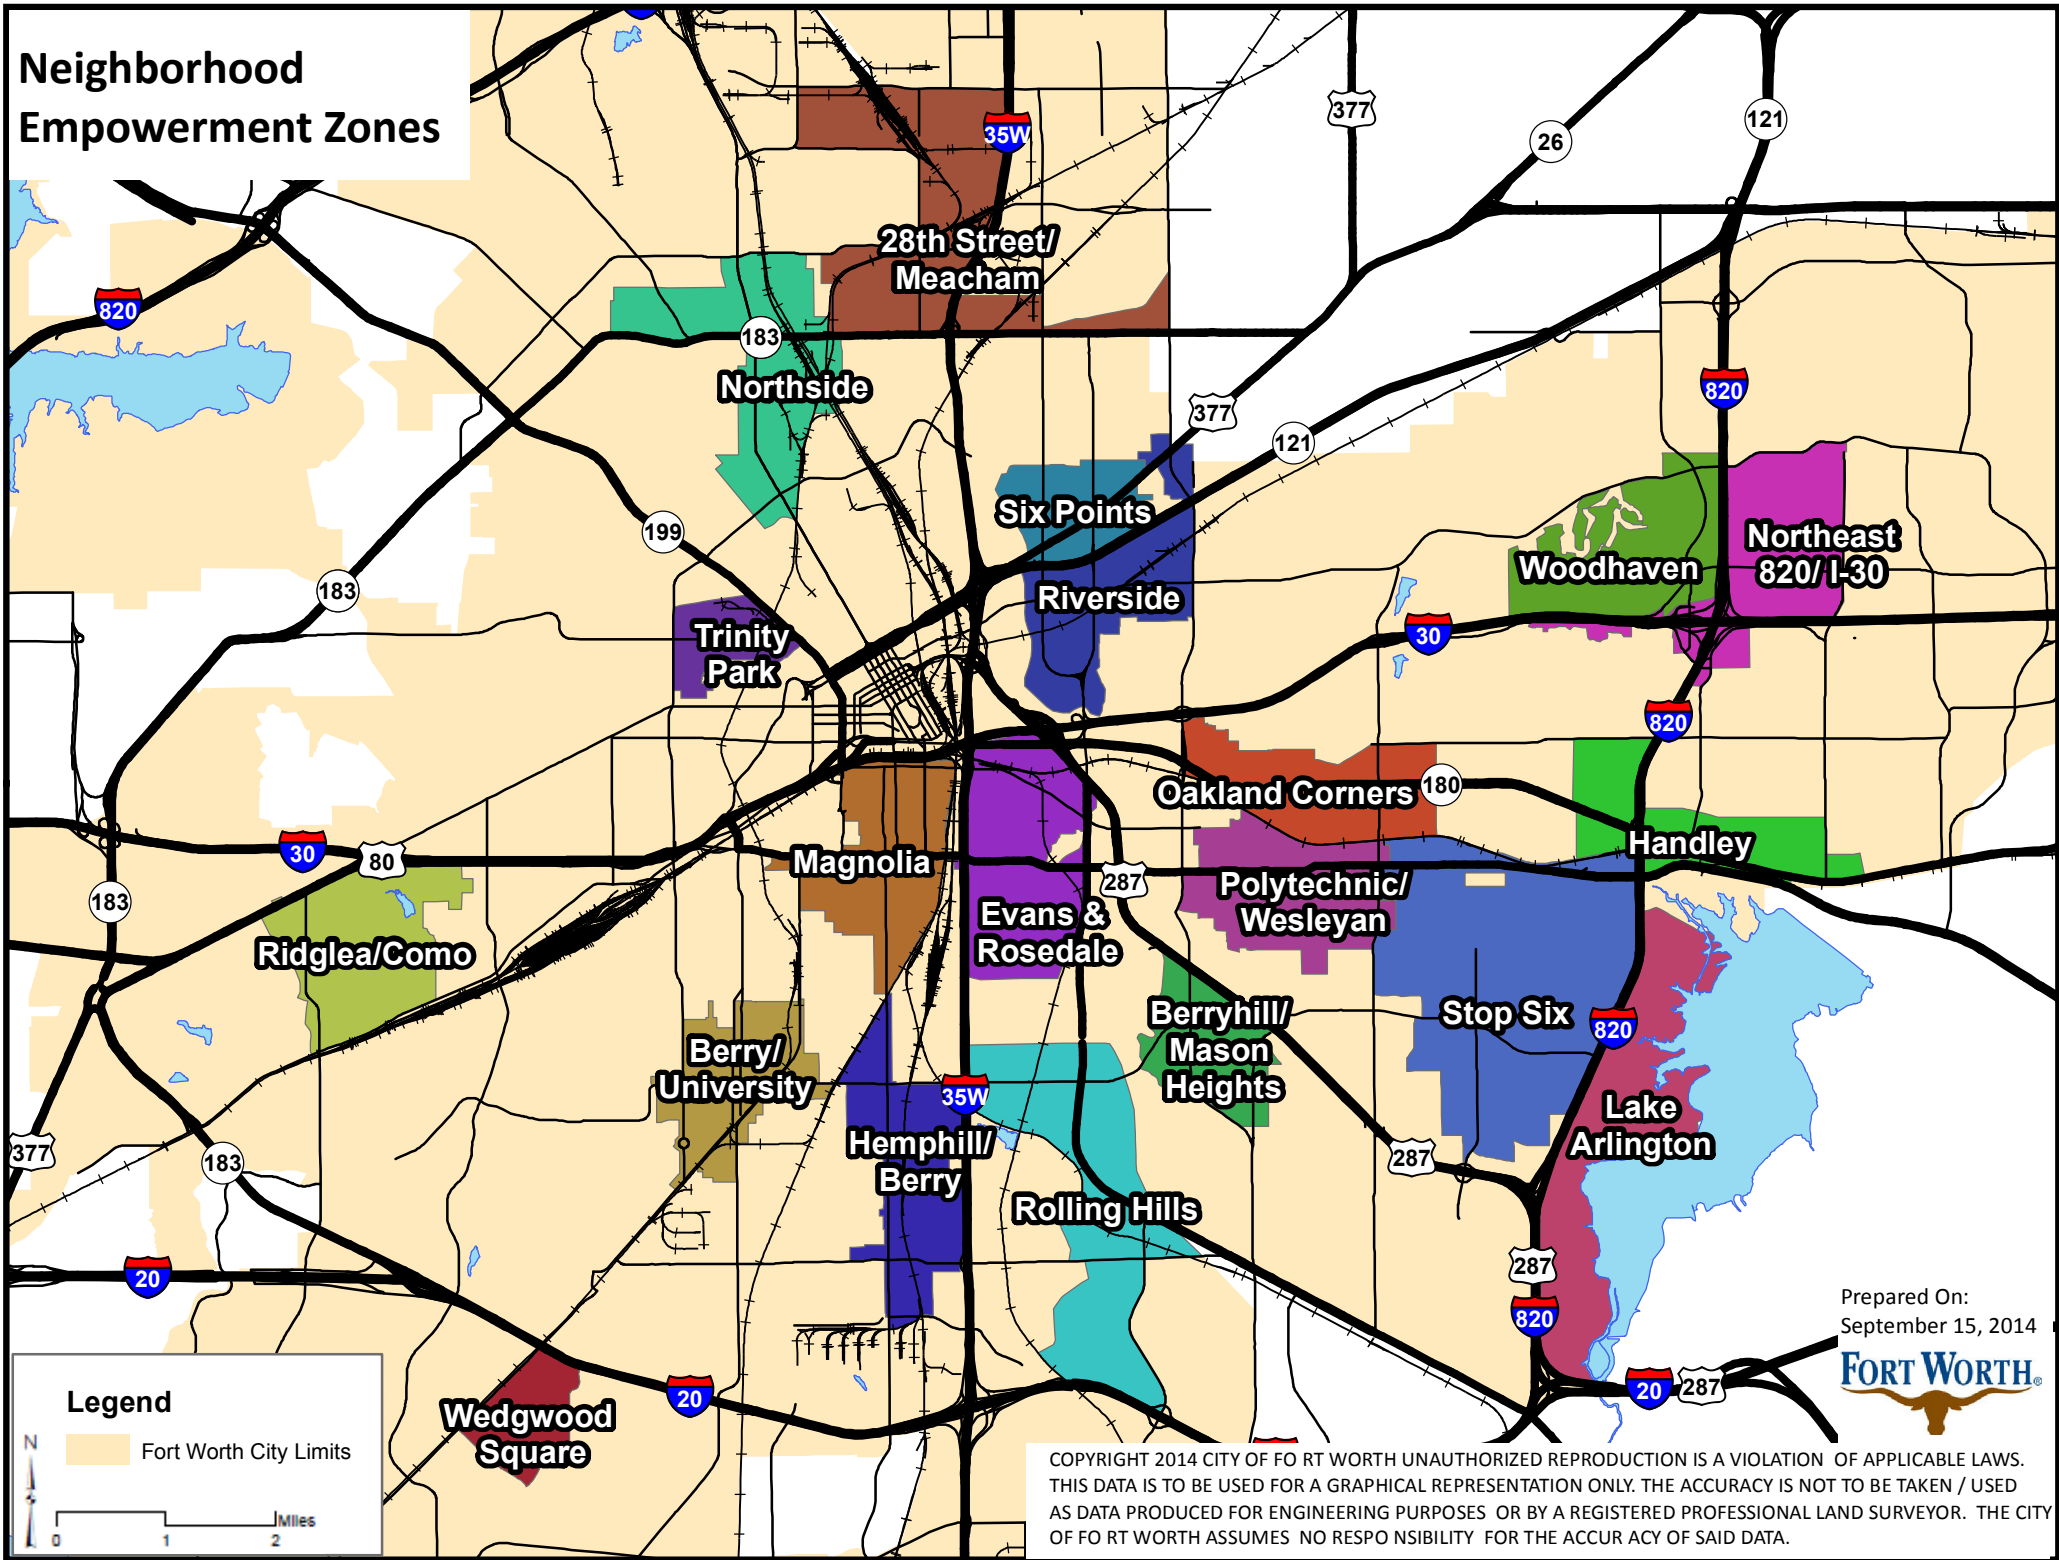 Neighborhood
Empowerment Zones
377
35W
26
121
28th Street/
Meacham
820
183
Northside
820
377
121
Six Points
199
Northeast
820/ I-30
Woodhaven
183
Riverside
30
Trinity
Park
820
Oakland Corners
180
30
80
Magnolia
Handley
287
Polytechnic/
Wesleyan
183
Evans &
Rosedale
Ridglea/Como
Berryhill/
Mason
Heights
Stop Six
820
Berry/
University
35W
Lake
Arlington
Hemphill/
Berry
377
183
287
Rolling Hills
20
287
820
Prepared On:
September 15, 2014
FORT WORTH®
20
287
20
Wedgwood
Square
Legend
N
Fort Worth City Limits
Miles
0 1 2
COPYRIGHT 2014 CITY OF FO RT WORTH UNAUTHORIZED REPRODUCTION IS A VIOLATION OF APPLICABLE LAWS.
THIS DATA IS TO BE USED FOR A GRAPHICAL REPRESENTATION ONLY. THE ACCURACY IS NOT TO BE TAKEN / USED
AS DATA PRODUCED FOR ENGINEERING PURPOSES OR BY A REGISTERED PROFESSIONAL LAND SURVEYOR. THE CITY
OF FO RT WORTH ASSUMES NO RESPO NSIBILITY FOR THE ACCUR ACY OF SAID DATA.